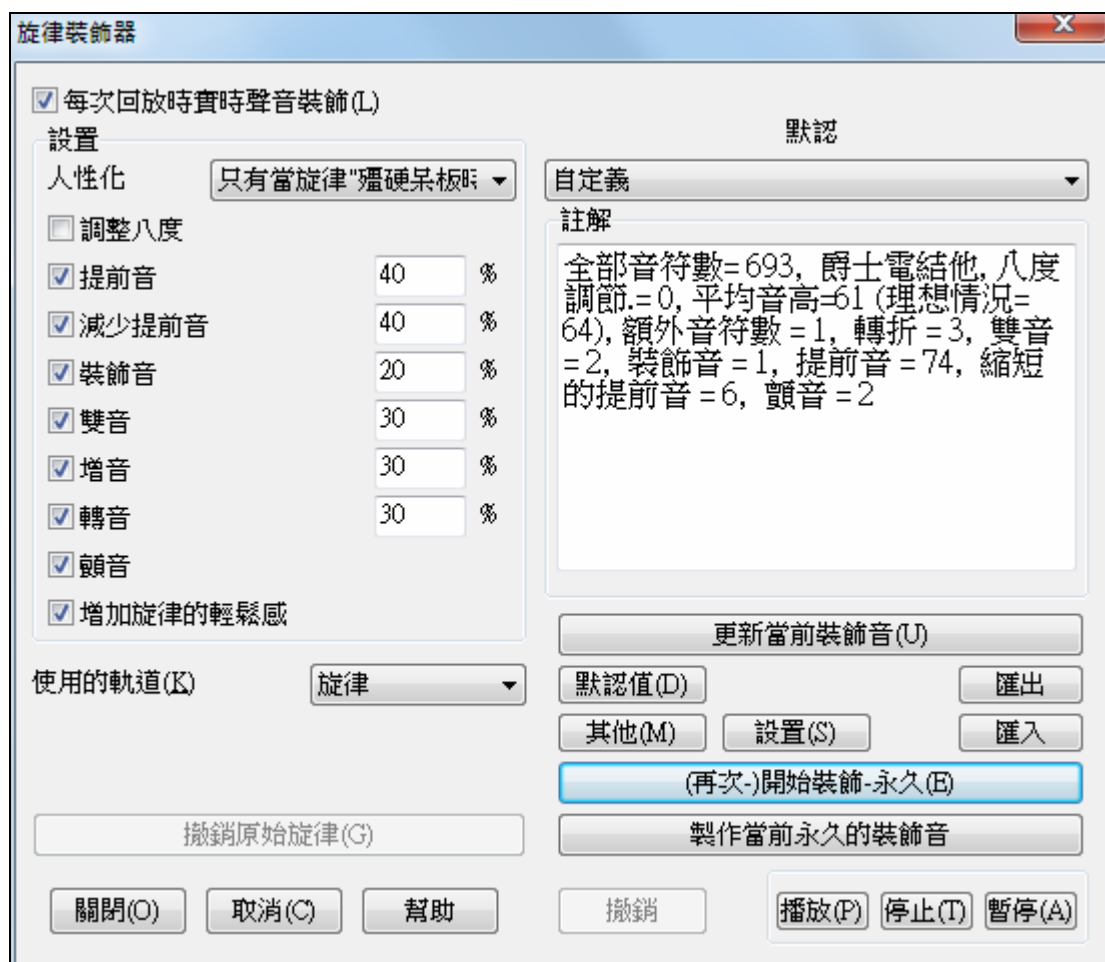 旋律裝飾器
每次回放時實時聲音裝飾(L)
設置
人性化 只有當旋律"殭硬呆板時
調整八度
提前音 40 %
減少提前音 40 %
裝飾音 20 %
雙音 30 %
增音 30 %
轉音 30 %
顫音
增加旋律的輕鬆感
使用的軌道(K) 旋律
撤銷原始旋律(G)
關閉(O) 取消(C) 幫助
默認
自定義
註解
全部音符數= 693, 爵士電結他, 八度
調節.= 0, 平均音高=61 (理想情况=
64), 額外音符數 = 1, 轉折 = 3, 雙音
= 2, 裝飾音 = 1, 提前音 = 74, 縮短
的提前音 = 6, 顫音 = 2
更新當前裝飾音(U)
默認值(D) 匯出
其他(M) 設置(S) 匯入
(再次-)開始裝飾-永久(E)
製作當前永久的裝飾音
撤銷 播放(P) 停止(T) 暫停(A)